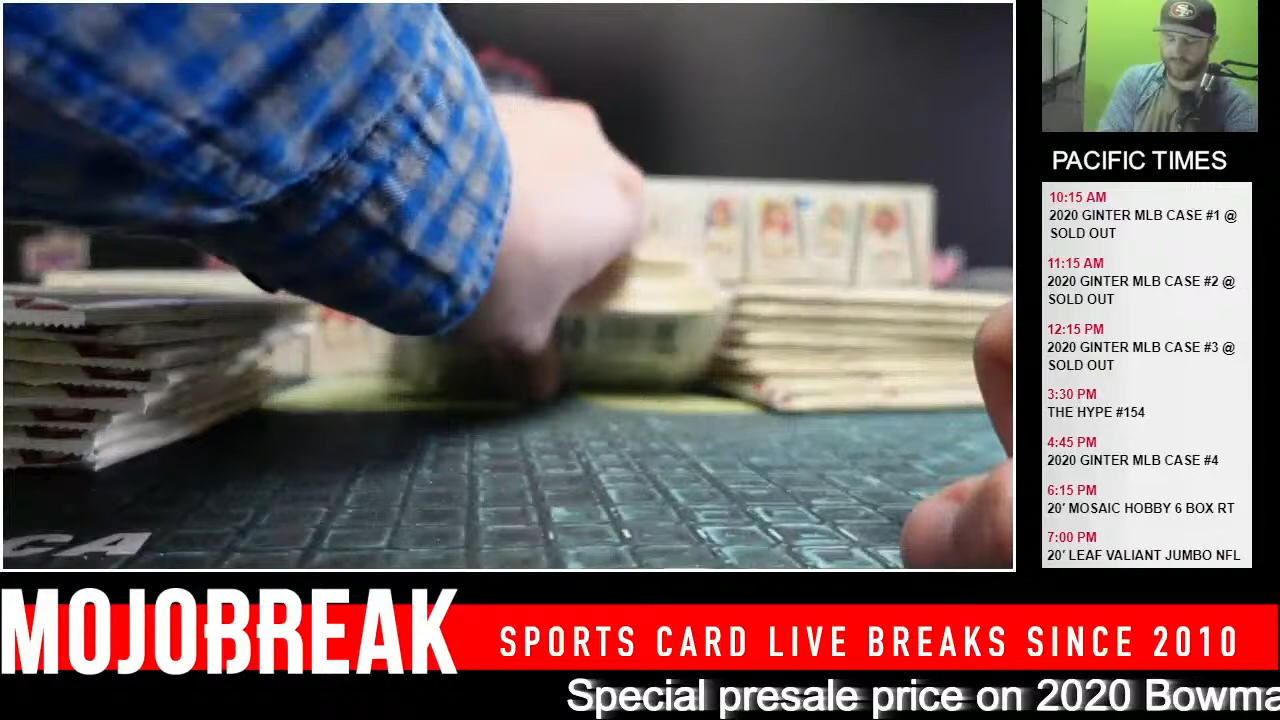 PACIFIC TIMES
10:15 AM
2020 GINTER MLB CASE #1 @
SOLD OUT
11:15 AM
2020 GINTER MLB CASE #2 @
SOLD OUT
12:15 PM
2020 GINTER MLB CASE #3 @
SOLD OUT
3:30 PM
THE HYPE #154
4:45 PM
2020 GINTER MLB CASE #4
6:15 PM
20' MOSAIC HOBBY 6 BOX RT
7:00 PM
20' LEAF VALIANT JUMBO NFL
CA
MOJOBREAK
SPORTS CARD LIVE BREAKS SINCE 2010
Special presale price on 2020 Bowma